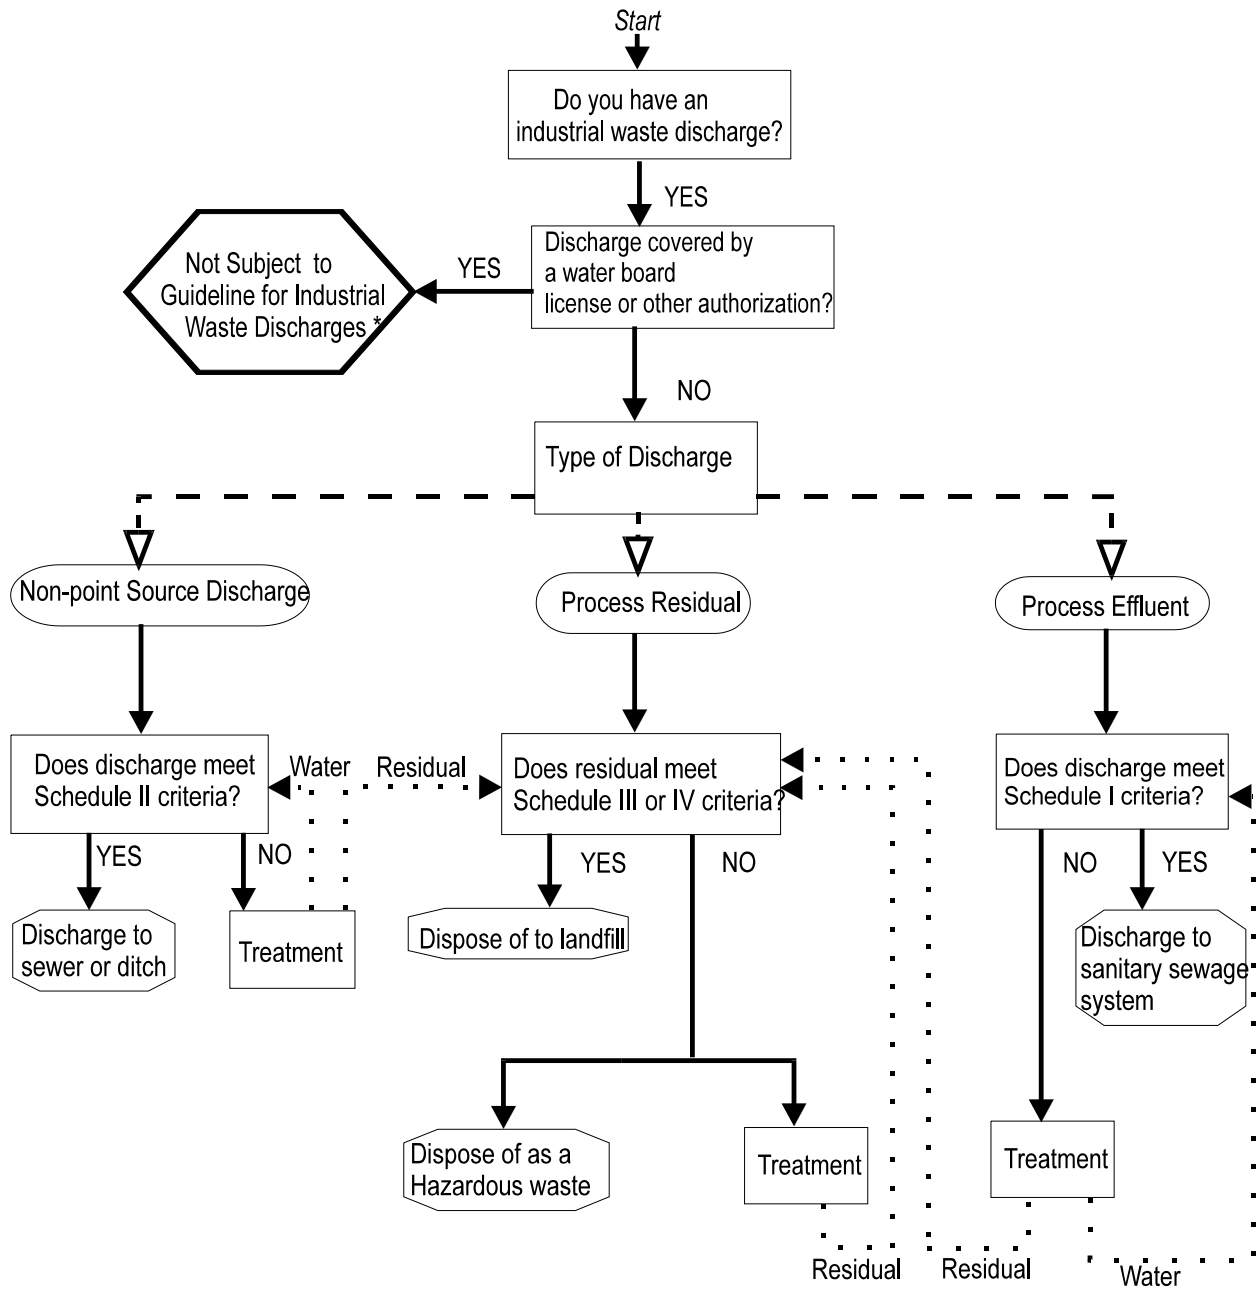 Start
Do you have an
industrial waste discharge?
YES
Discharge covered by
a water board
license or other authorization?
YES
Not Subject to
Guideline for Industrial
Waste Discharges *
NO
Type of Discharge
Non-point Source Discharge
Process Residual
Process Effluent
Does discharge meet
Schedule II criteria?
Water
Residual
Does residual meet
Schedule III or IV criteria?
Does discharge meet
Schedule I criteria?
YES
NO
YES
NO
NO
YES
Discharge to
sewer or ditch
Treatment
Dispose of to landfill
Discharge to
sanitary sewage
system
Dispose of as a
Hazardous waste
Treatment
Treatment
Residual
Residual
Water